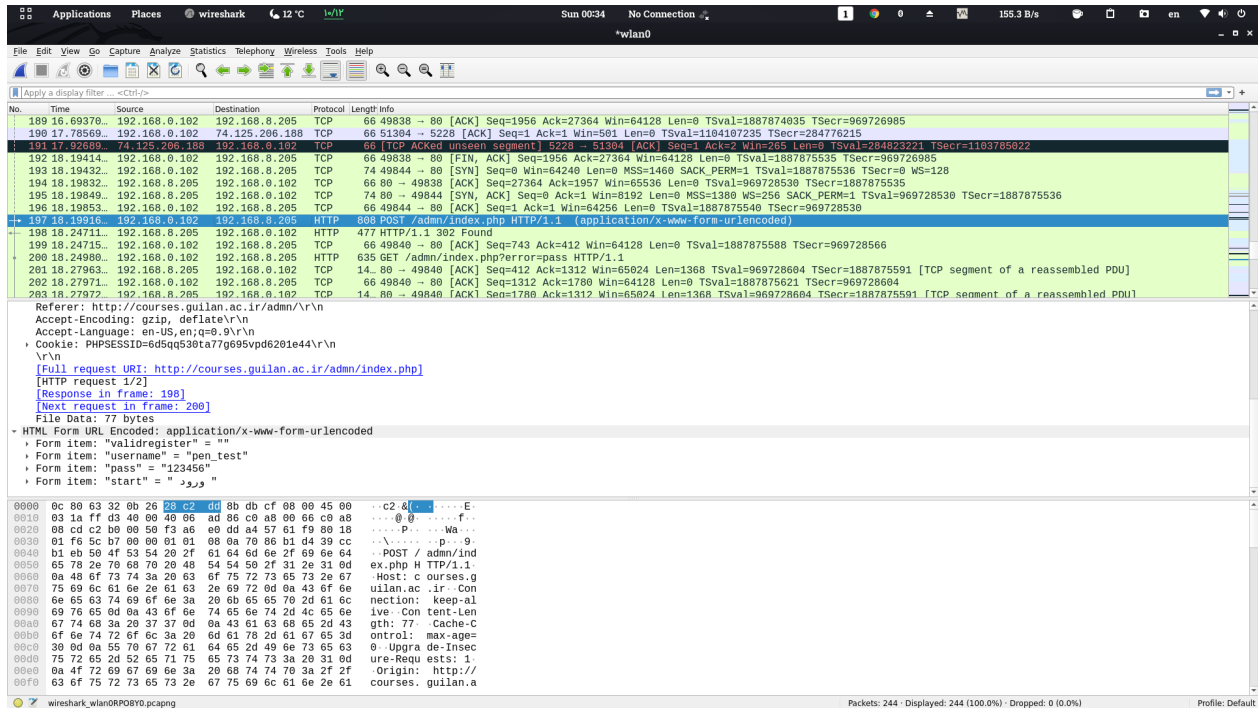 Applications Places wireshark 12 °C ۱۰/۱۲ Sun 00:34 No Connection 1 0 155.3 B/s en
*wlan0
File Edit View Go Capture Analyze Statistics Telephony Wireless Tools Help
Apply a display filter ... <Ctrl-/>
No. Time Source Destination Protocol Length Info
189 16.69370… 192.168.0.102 192.168.8.205 TCP 66 49838 → 80 [ACK] Seq=1956 Ack=27364 Win=64128 Len=0 TSval=1887874035 TSecr=969726985
190 17.78569… 192.168.0.102 74.125.206.188 TCP 66 51304 → 5228 [ACK] Seq=1 Ack=1 Win=501 Len=0 TSval=1104107235 TSecr=284776215
191 17.92689… 74.125.206.188 192.168.0.102 TCP 66 [TCP ACKed unseen segment] 5228 → 51304 [ACK] Seq=1 Ack=2 Win=265 Len=0 TSval=284823221 TSecr=1103785022
192 18.19414… 192.168.0.102 192.168.8.205 TCP 66 49838 → 80 [FIN, ACK] Seq=1956 Ack=27364 Win=64128 Len=0 TSval=1887875535 TSecr=969726985
193 18.19432… 192.168.0.102 192.168.8.205 TCP 74 49844 → 80 [SYN] Seq=0 Win=64240 Len=0 MSS=1460 SACK_PERM=1 TSval=1887875536 TSecr=0 WS=128
194 18.19832… 192.168.8.205 192.168.0.102 TCP 66 80 → 49838 [ACK] Seq=27364 Ack=1957 Win=65536 Len=0 TSval=969728530 TSecr=1887875535
195 18.19849… 192.168.8.205 192.168.0.102 TCP 74 80 → 49844 [SYN, ACK] Seq=0 Ack=1 Win=8192 Len=0 MSS=1380 WS=256 SACK_PERM=1 TSval=969728530 TSecr=1887875536
196 18.19853… 192.168.0.102 192.168.8.205 TCP 66 49844 → 80 [ACK] Seq=1 Ack=1 Win=64256 Len=0 TSval=1887875540 TSecr=969728530
197 18.19916… 192.168.0.102 192.168.8.205 HTTP 808 POST /admn/index.php HTTP/1.1 (application/x-www-form-urlencoded)
198 18.24711… 192.168.8.205 192.168.0.102 HTTP 477 HTTP/1.1 302 Found
199 18.24715… 192.168.0.102 192.168.8.205 TCP 66 49840 → 80 [ACK] Seq=743 Ack=412 Win=64128 Len=0 TSval=1887875588 TSecr=969728566
200 18.24980… 192.168.0.102 192.168.8.205 HTTP 635 GET /admn/index.php?error=pass HTTP/1.1
201 18.27963… 192.168.8.205 192.168.0.102 TCP 14… 80 → 49840 [ACK] Seq=412 Ack=1312 Win=65024 Len=1368 TSval=969728604 TSecr=1887875591 [TCP segment of a reassembled PDU]
202 18.27971… 192.168.0.102 192.168.8.205 TCP 66 49840 → 80 [ACK] Seq=1312 Ack=1780 Win=64128 Len=0 TSval=1887875621 TSecr=969728604
203 18.27972… 192.168.8.205 192.168.0.102 TCP 14… 80 → 49840 [ACK] Seq=1780 Ack=1312 Win=65024 Len=1368 TSval=969728604 TSecr=1887875591 [TCP segment of a reassembled PDU]
Referer: http://courses.guilan.ac.ir/admn/\r\n
Accept-Encoding: gzip, deflate\r\n
Accept-Language: en-US,en;q=0.9\r\n
Cookie: PHPSESSID=6d5qq530ta77g695vpd6201e44\r\n
\r\n
[Full request URI: http://courses.guilan.ac.ir/admn/index.php]
[HTTP request 1/2]
[Response in frame: 198]
[Next request in frame: 200]
File Data: 77 bytes
HTML Form URL Encoded: application/x-www-form-urlencoded
Form item: "validregister" = ""
Form item: "username" = "pen_test"
Form item: "pass" = "123456"
Form item: "start" = " ورود "
0000 0c 80 63 32 0b 26 28 c2 dd 8b db cf 08 00 45 00 ··c2·&(· ······E·
0010 03 1a ff d3 40 00 40 06 ad 86 c0 a8 00 66 c0 a8 ····@·@· ·····f··
0020 08 cd c2 b0 00 50 f3 a6 e0 dd a4 57 61 f9 80 18 ·····P·· ···Wa···
0030 01 f6 5c b7 00 00 01 01 08 0a 70 86 b1 d4 39 cc ··\····· ··p···9·
0040 b1 eb 50 4f 53 54 20 2f 61 64 6d 6e 2f 69 6e 64 ··POST / admn/ind
0050 65 78 2e 70 68 70 20 48 54 54 50 2f 31 2e 31 0d ex.php H TTP/1.1·
0060 0a 48 6f 73 74 3a 20 63 6f 75 72 73 65 73 2e 67 ·Host: c ourses.g
0070 75 69 6c 61 6e 2e 61 63 2e 69 72 0d 0a 43 6f 6e uilan.ac .ir··Con
0080 6e 65 63 74 69 6f 6e 3a 20 6b 65 65 70 2d 61 6c nection: keep-al
0090 69 76 65 0d 0a 43 6f 6e 74 65 6e 74 2d 4c 65 6e ive··Con tent-Len
00a0 67 74 68 3a 20 37 37 0d 0a 43 61 63 68 65 2d 43 gth: 77· ·Cache-C
00b0 6f 6e 74 72 6f 6c 3a 20 6d 61 78 2d 61 67 65 3d ontrol: max-age=
00c0 30 0d 0a 55 70 67 72 61 64 65 2d 49 6e 73 65 63 0··Upgra de-Insec
00d0 75 72 65 2d 52 65 71 75 65 73 74 73 3a 20 31 0d ure-Requ ests: 1·
00e0 0a 4f 72 69 67 69 6e 3a 20 68 74 74 70 3a 2f 2f ·Origin: http://
00f0 63 6f 75 72 73 65 73 2e 67 75 69 6c 61 6e 2e 61 courses. guilan.a
wireshark_wlan0RPO8Y0.pcapng Packets: 244 · Displayed: 244 (100.0%) · Dropped: 0 (0.0%) Profile: Default